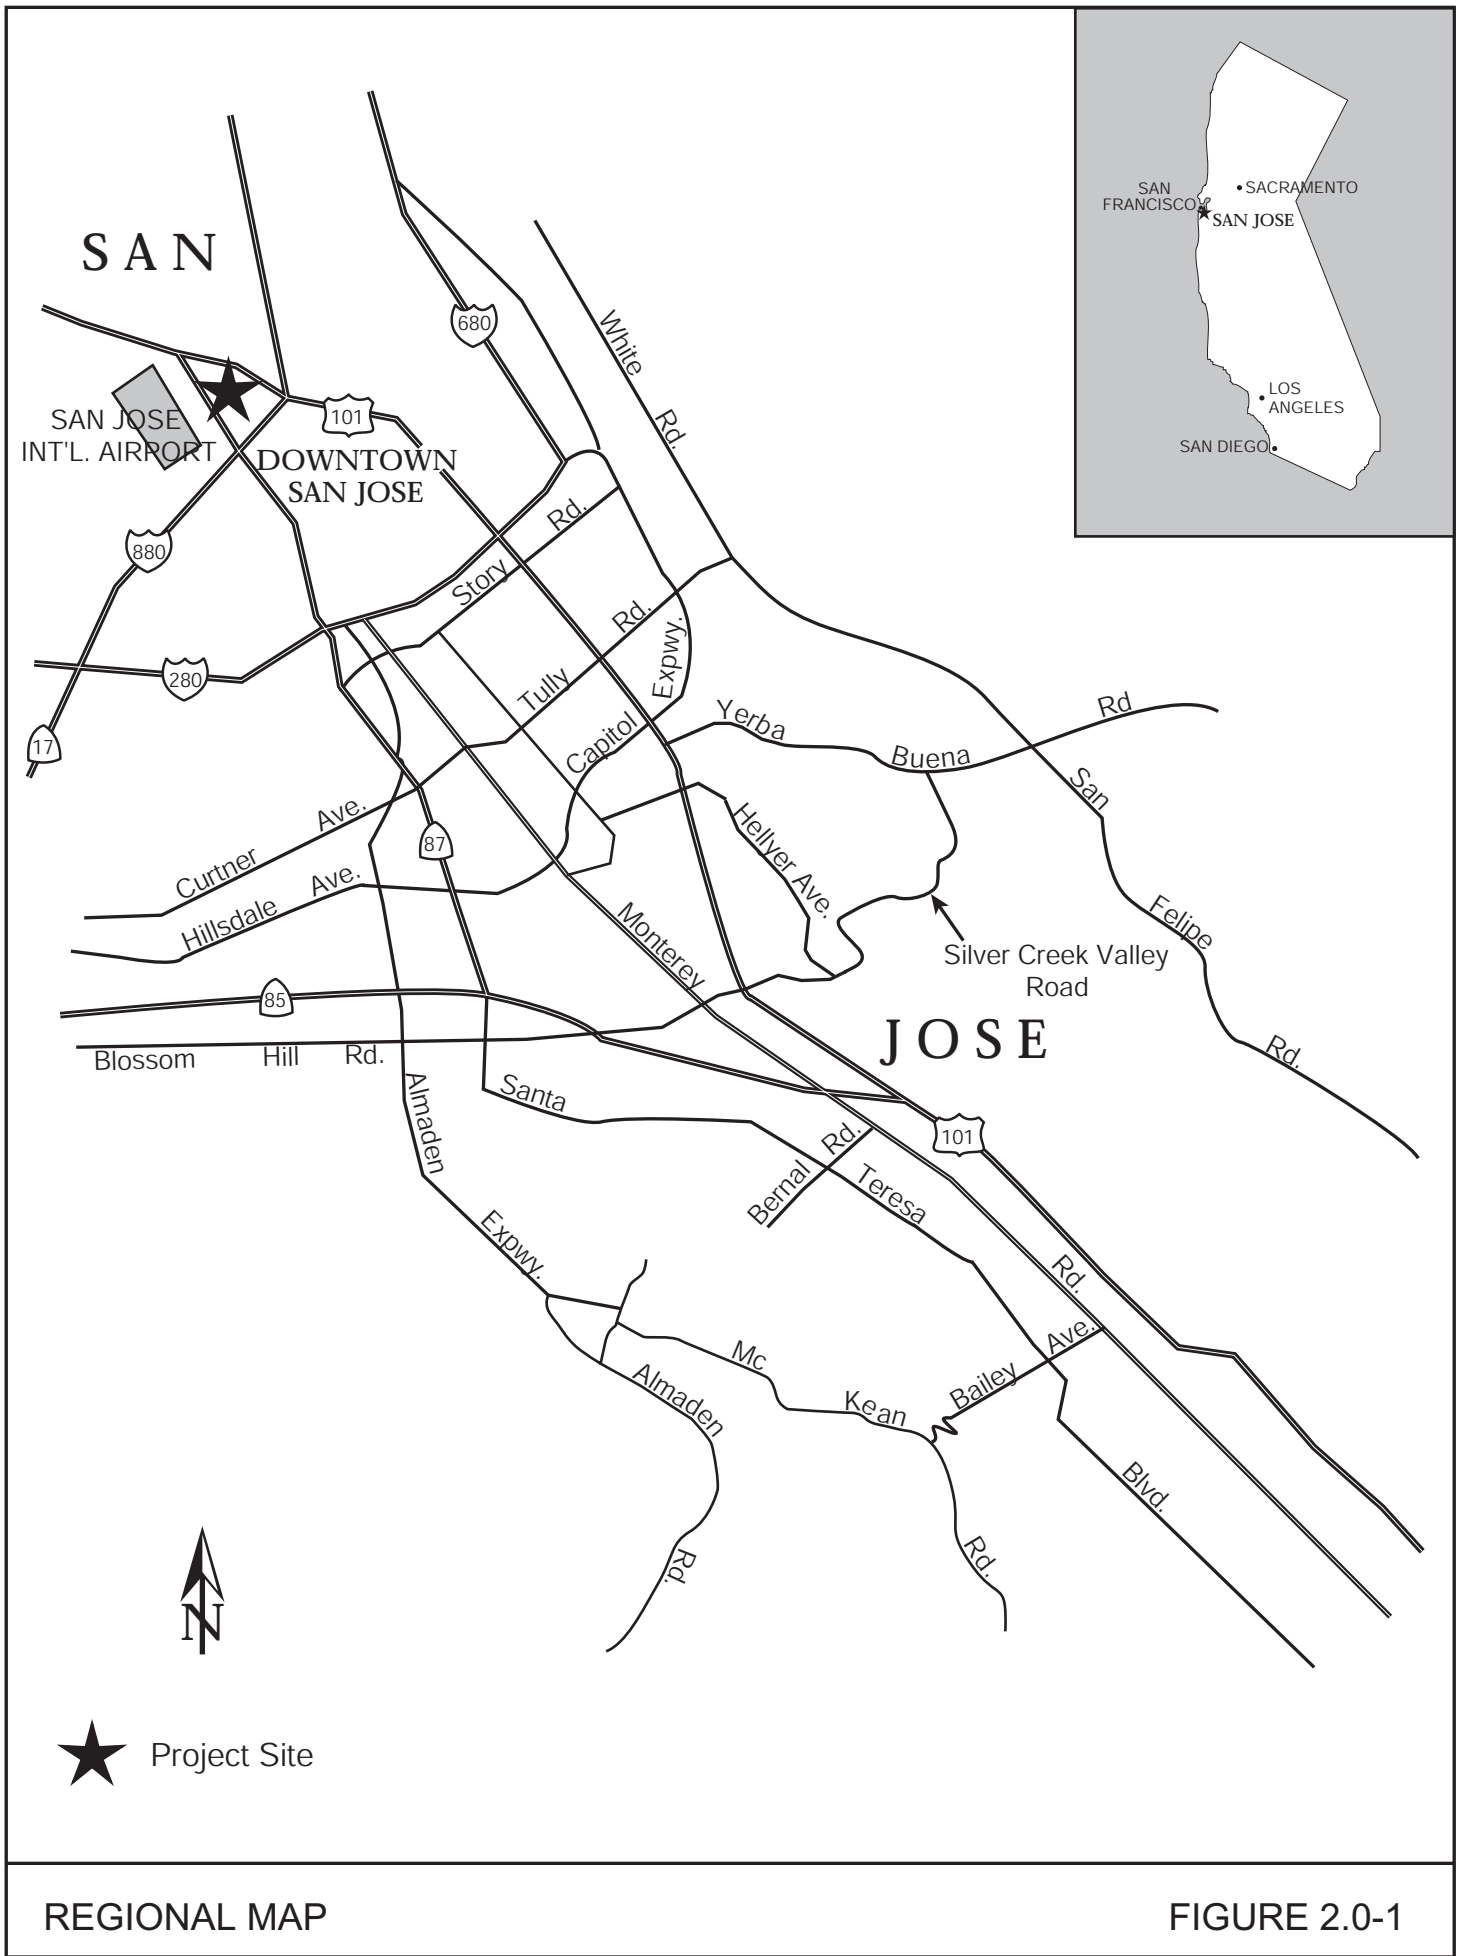 SAN
FRANCISCO
SACRAMENTO
SAN JOSE
LOS
ANGELES
SAN DIEGO
SAN
680
White
Rd.
101
SAN JOSE
INT'L. AIRPORT
DOWNTOWN
SAN JOSE
880
Story
Rd.
Tully
Rd.
Capitol
Expwy.
280
17
Yerba
Buena
Rd
San
Felipe
Rd.
Curtner
Ave.
87
Hillsdale
Ave.
Hellyer Ave.
Monterey
Rd.
Silver Creek Valley
Road
85
JOSE
Blossom Hill Rd.
Almaden
Expwy.
Santa
Teresa
Blvd.
Bernal
Rd.
101
Mc
Kean
Rd.
Bailey
Ave.
Almaden
Rd.
N
Project Site
REGIONAL MAP
FIGURE 2.0-1